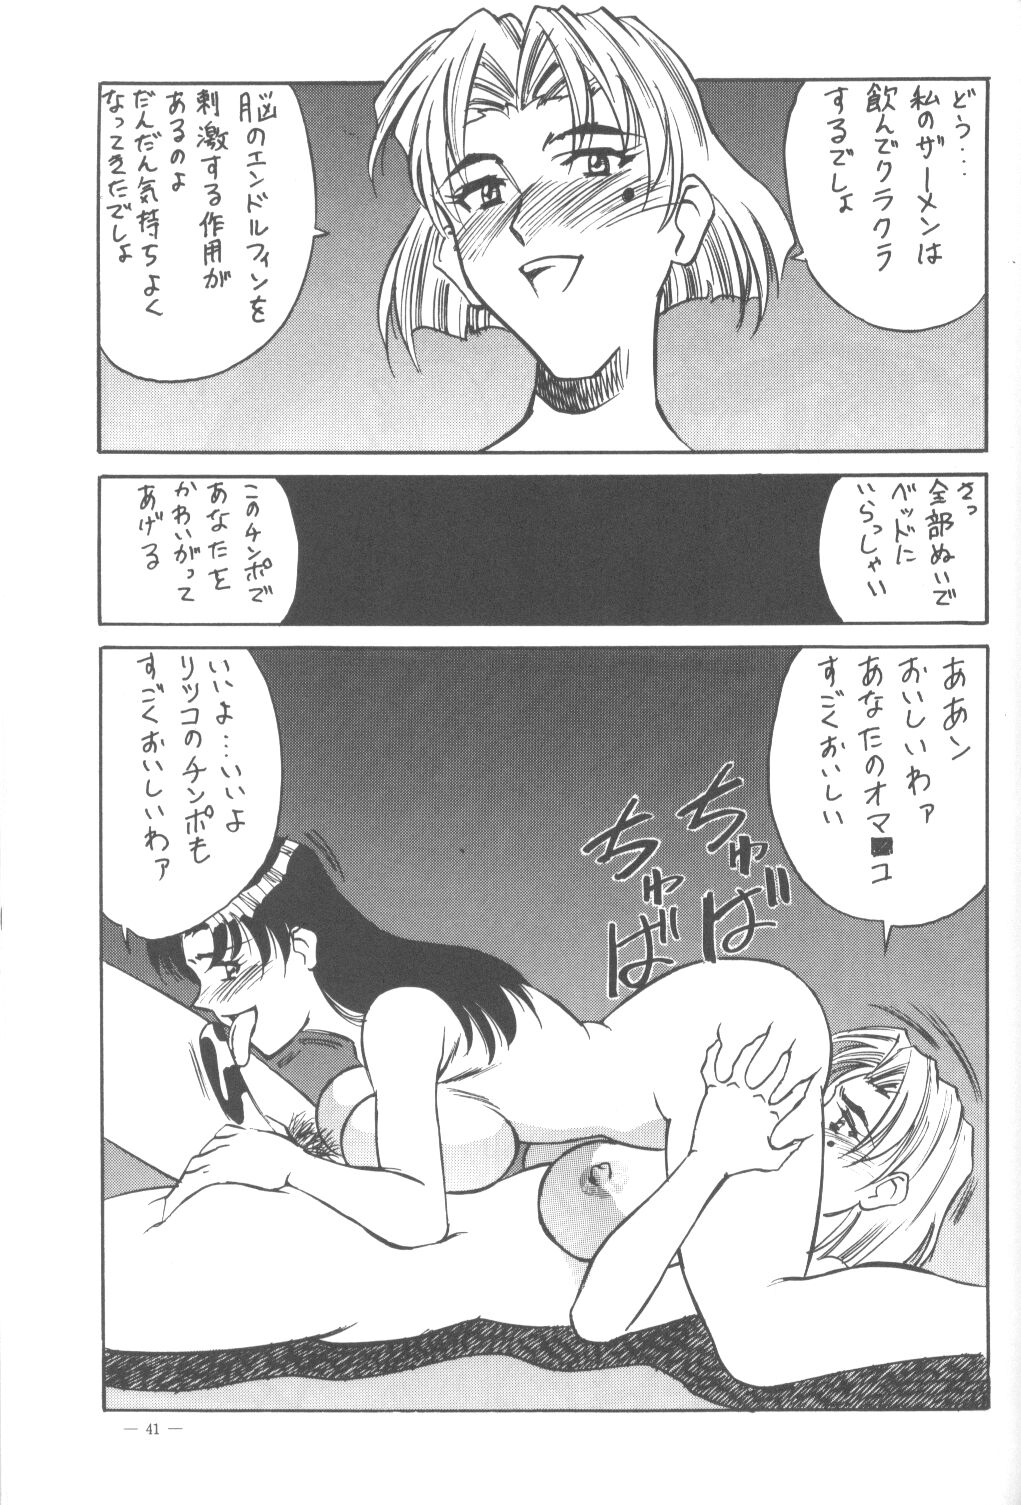 どう･･･
私のザーメンは
飲んでクラクラ
するでしょ
脳のエンドルフィンを
刺激する作用が
あるのよ
だんだん気持ちよく
なってきたでしょ
さっ
全部ぬいで
ベッドに
いらっしゃい
このチンポで
あなたを
かわいがって
あげる
ああン
おいしいわァ
あなたのオマ■コ
すごくおいしい
ちゅば
ちゅば
いいよ･･･いいよ
リツコのチンポも
すごくおいしいわァ
— 41 —